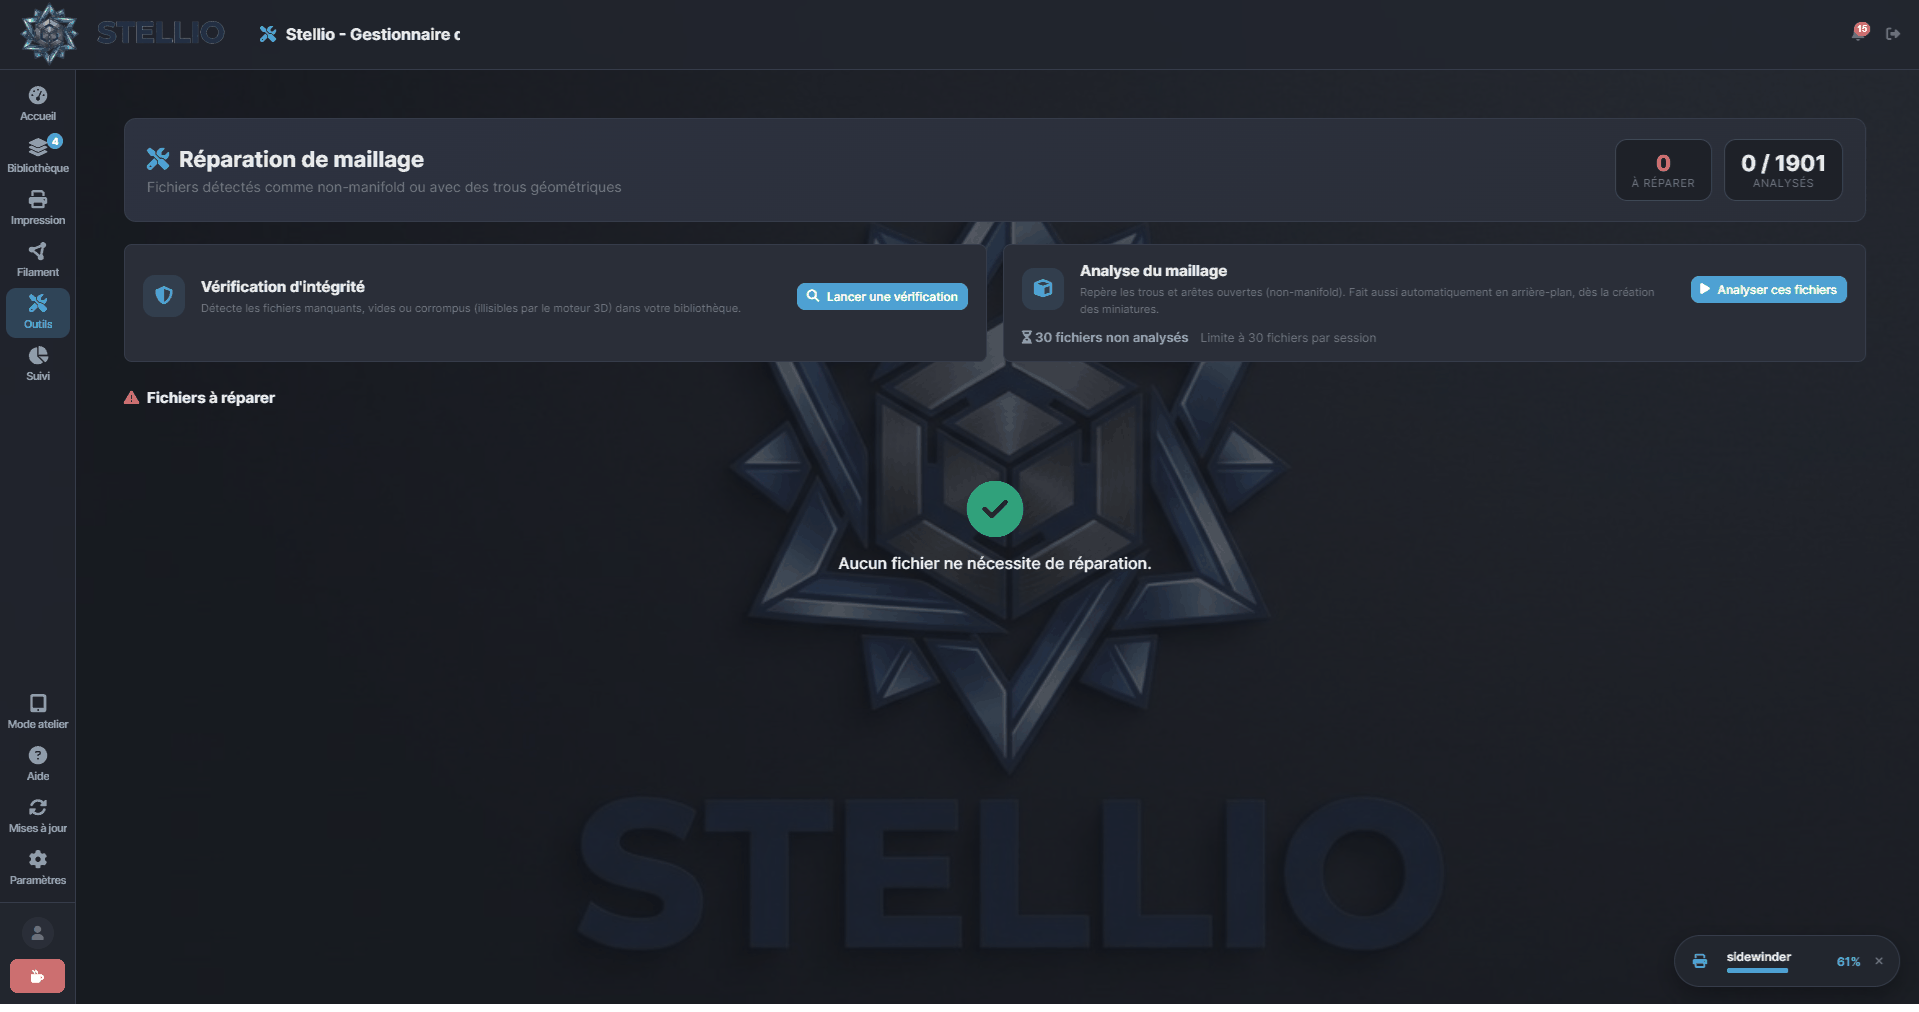 STELLIO
Stellio - Gestionnaire d
15
Accueil
4
Bibliothèque
Impression
Filament
Outils
Suivi
Mode atelier
Aide
Mises à jour
Paramètres
Réparation de maillage
Fichiers détectés comme non-manifold ou avec des trous géométriques
0
À RÉPARER
0 / 1901
ANALYSÉS
Vérification d'intégrité
Détecte les fichiers manquants, vides ou corrompus (illisibles par le moteur 3D) dans votre bibliothèque.
Lancer une vérification
Analyse du maillage
Repère les trous et arêtes ouvertes (non-manifold). Fait aussi automatiquement en arrière-plan, dès la création
des miniatures.
Analyser ces fichiers
30 fichiers non analysés Limite à 30 fichiers par session
Fichiers à réparer
Aucun fichier ne nécessite de réparation.
STELLIO
sidewinder
61%